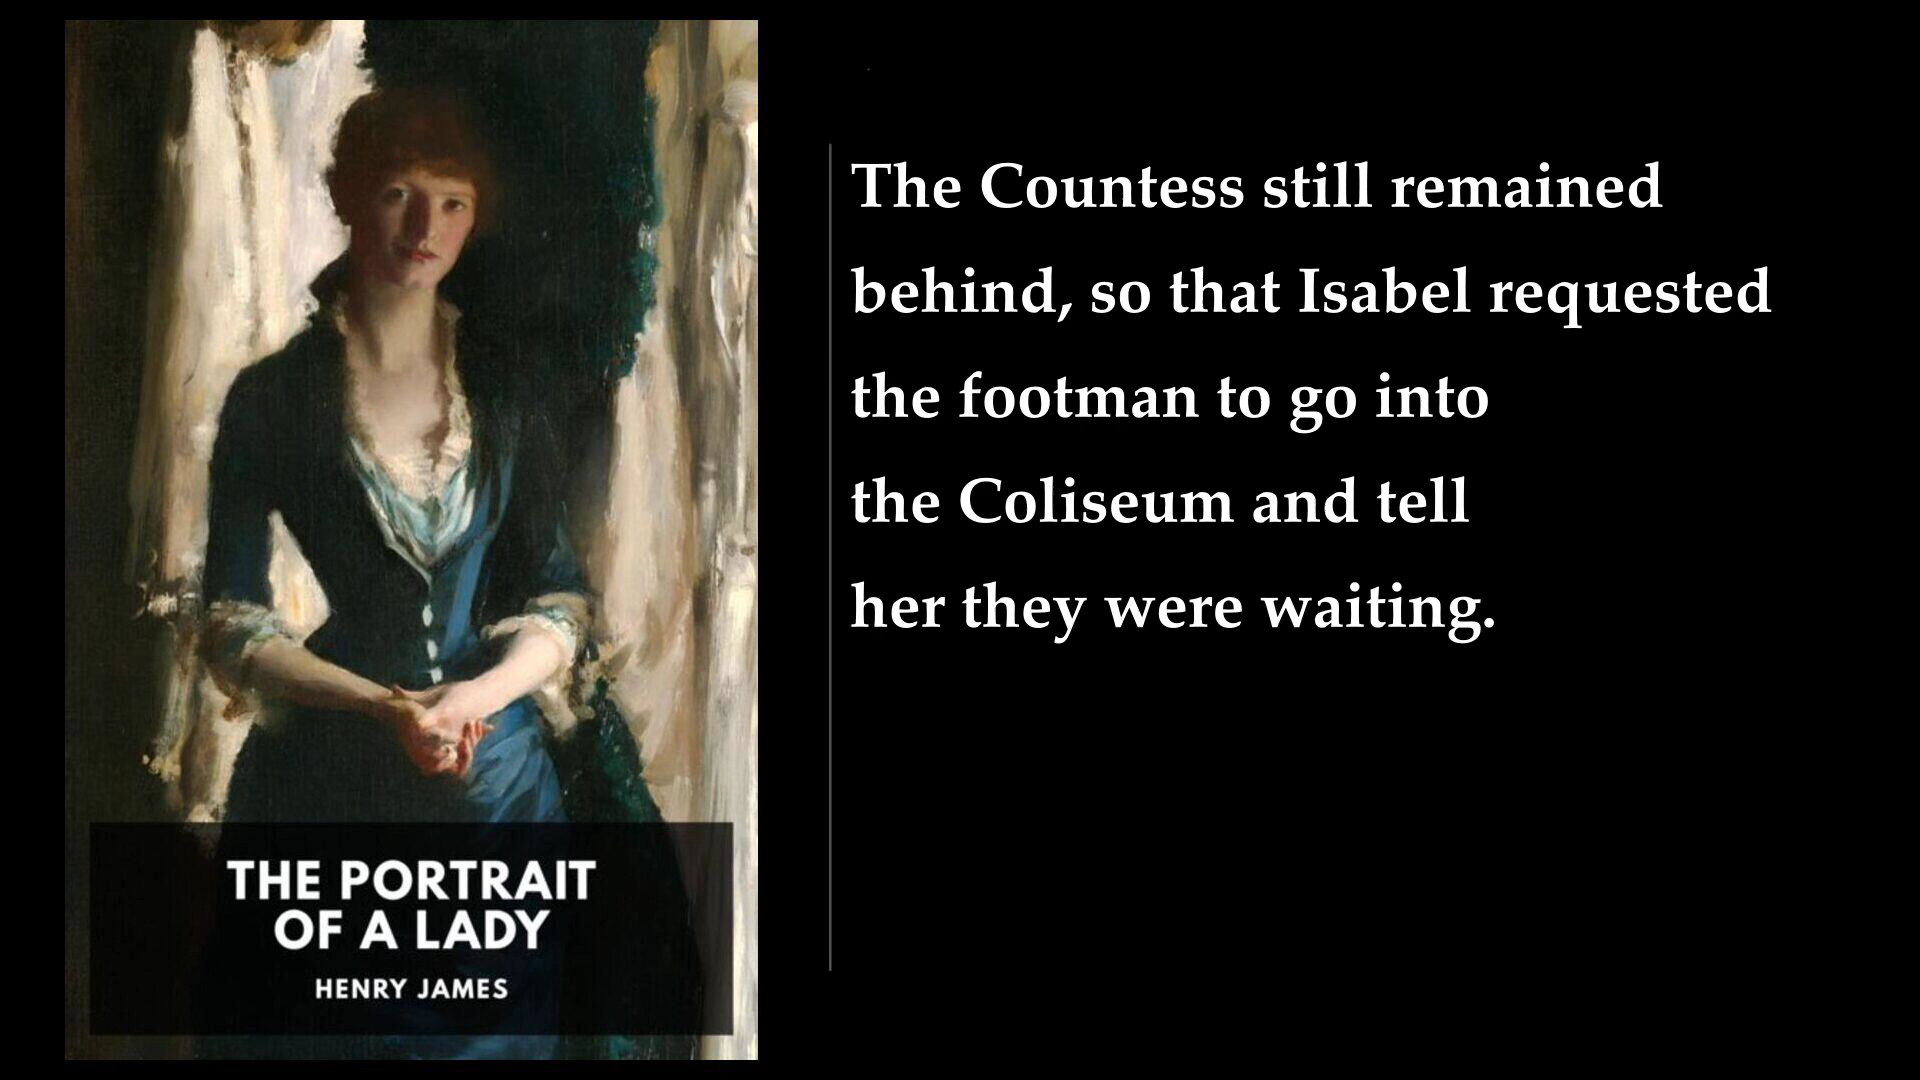 The Countess still remained
behind, so that Isabel requested
the footman to go into
the Coliseum and tell
her they were waiting.
THE PORTRAIT
OF A LADY
HENRY JAMES